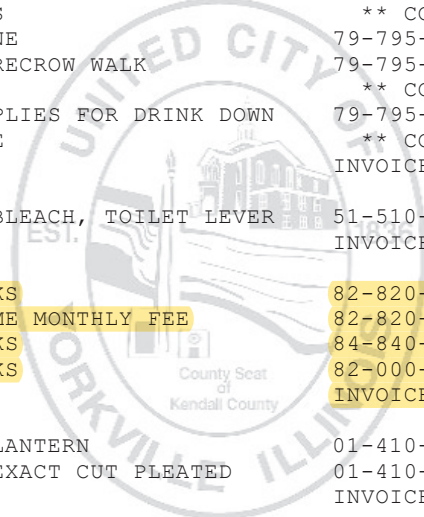 S ** CO
NE 79-795-
RECROW WALK 79-795-
** CO
PLIES FOR DRINK DOWN 79-795-
E ** CO
INVOICE
BLEACH, TOILET LEVER 51-510-
INVOICE
KS 82-820-
ME MONTHLY FEE 82-820-
KS 84-840-
KS 82-000-
INVOICE
LANTERN 01-410-
EXACT CUT PLEATED 01-410-
INVOICE
UNITED CITY OF
EST. 1836
County Seat
of
Kendall County
YORKVILLE ILLINOIS